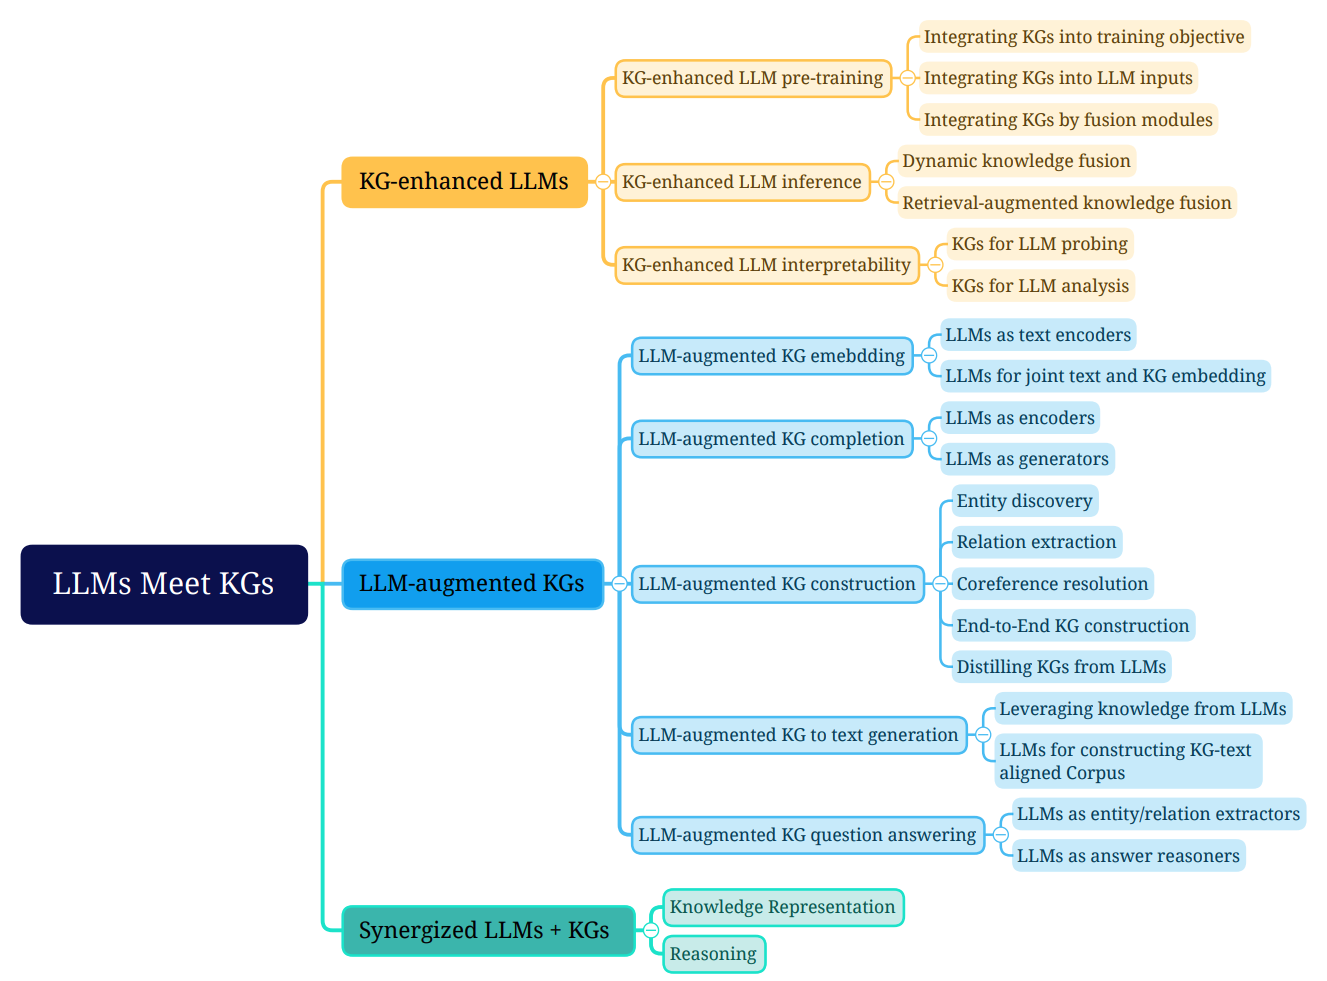 LLMs Meet KGs
KG-enhanced LLMs
KG-enhanced LLM pre-training
Integrating KGs into training objective
Integrating KGs into LLM inputs
Integrating KGs by fusion modules
KG-enhanced LLM inference
Dynamic knowledge fusion
Retrieval-augmented knowledge fusion
KG-enhanced LLM interpretability
KGs for LLM probing
KGs for LLM analysis
LLM-augmented KGs
LLM-augmented KG emebdding
LLMs as text encoders
LLMs for joint text and KG embedding
LLM-augmented KG completion
LLMs as encoders
LLMs as generators
LLM-augmented KG construction
Entity discovery
Relation extraction
Coreference resolution
End-to-End KG construction
Distilling KGs from LLMs
LLM-augmented KG to text generation
Leveraging knowledge from LLMs
LLMs for constructing KG-text
aligned Corpus
LLM-augmented KG question answering
LLMs as entity/relation extractors
LLMs as answer reasoners
Synergized LLMs + KGs
Knowledge Representation
Reasoning